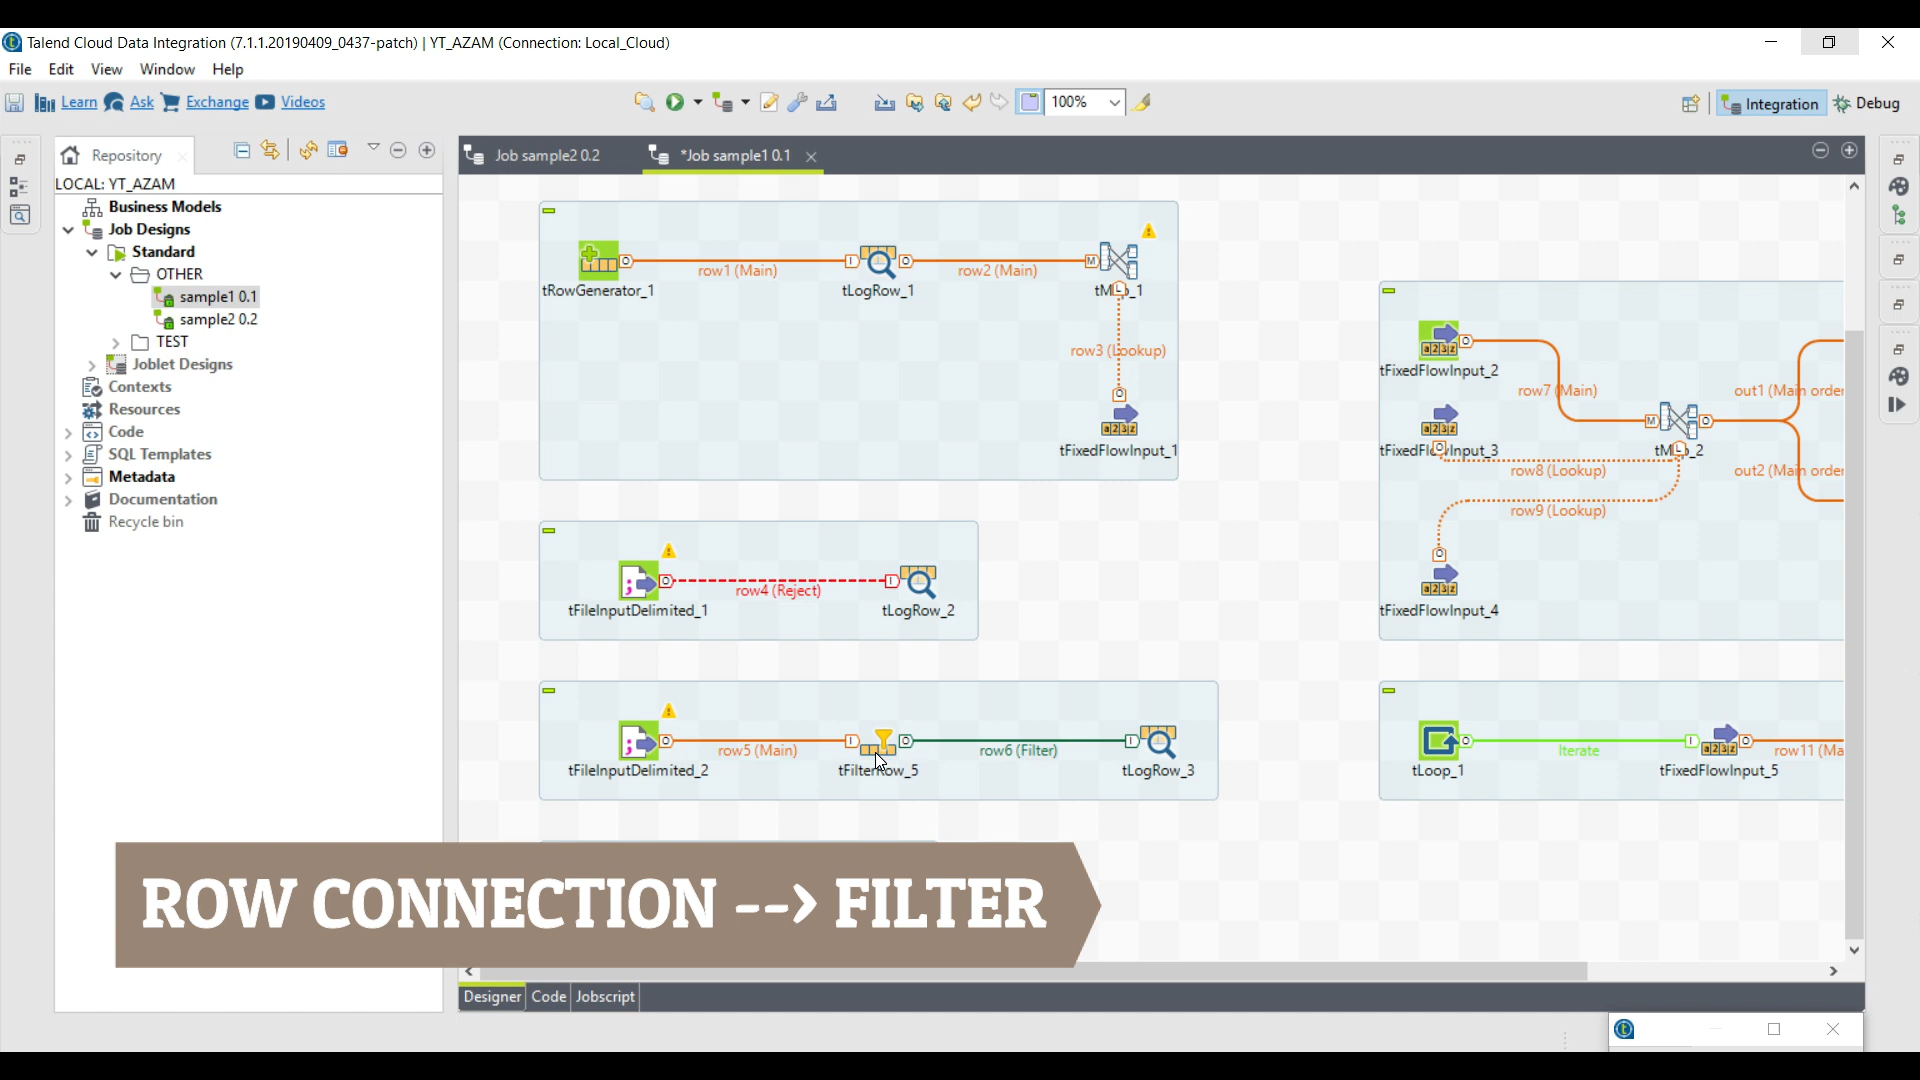 Talend Cloud Data Integration (7.1.1.20190409_0437-patch) | YT_AZAM (Connection: Local_Cloud)
File Edit View Window Help
Learn Ask Exchange Videos
100%
Integration Debug
Repository
LOCAL: YT_AZAM
Business Models
Job Designs
Standard
OTHER
sample1 0.1
sample2 0.2
TEST
Joblet Designs
Contexts
Resources
Code
SQL Templates
Metadata
Documentation
Recycle bin
Job sample2 0.2
*Job sample1 0.1
row1 (Main)
row2 (Main)
tRowGenerator_1
tLogRow_1
row3 (Lookup)
tFixedFlowInput_1
row4 (Reject)
tFileInputDelimited_1
tLogRow_2
row5 (Main)
row6 (Filter)
tFileInputDelimited_2
tFilterRow_5
tLogRow_3
tFixedFlowInput_2
row7 (Main)
out1 (Main order
tFixedFlowInput_3
row8 (Lookup)
out2 (Main order
row9 (Lookup)
tFixedFlowInput_4
Iterate
row11 (Ma
tLoop_1
tFixedFlowInput_5
ROW CONNECTION --> FILTER
Designer Code Jobscript